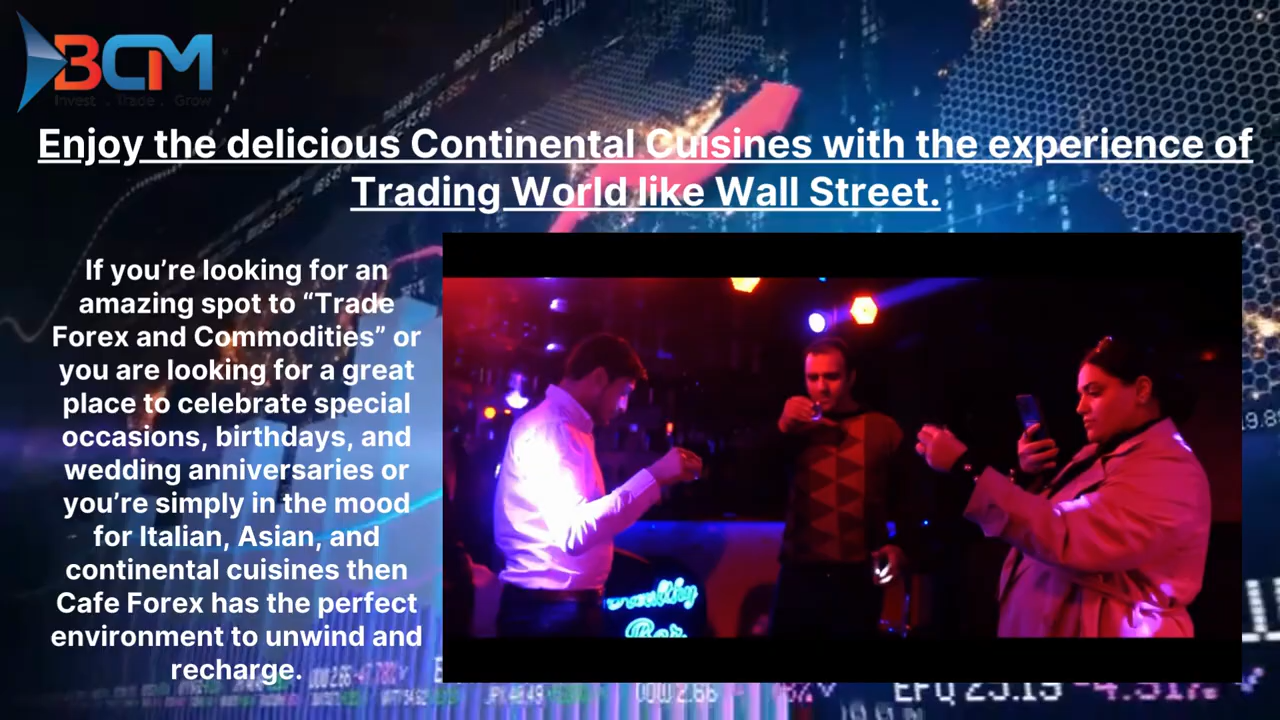 BCM
Invest . Trade . Grow
Enjoy the delicious Continental Cuisines with the experience of
Trading World like Wall Street.
If you’re looking for an
amazing spot to “Trade
Forex and Commodities” or
you are looking for a great
place to celebrate special
occasions, birthdays, and
wedding anniversaries or
you’re simply in the mood
for Italian, Asian, and
continental cuisines then
Cafe Forex has the perfect
environment to unwind and
recharge.